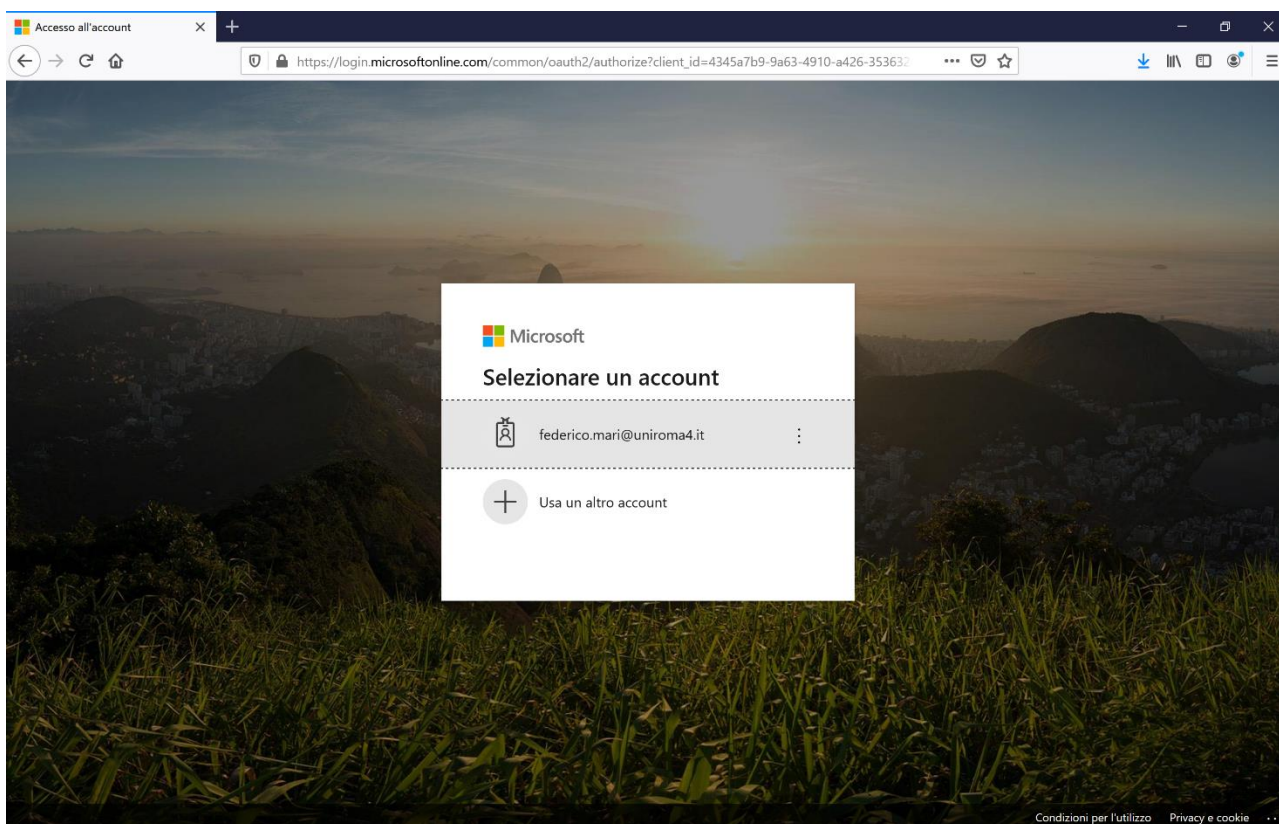 Accesso all'account
https://login.microsoftonline.com/common/oauth2/authorize?client_id=4345a7b9-9a63-4910-a426-353632
Microsoft
Selezionare un account
federico.mari@uniroma4.it
Usa un altro account
Condizioni per l'utilizzo Privacy e cookie